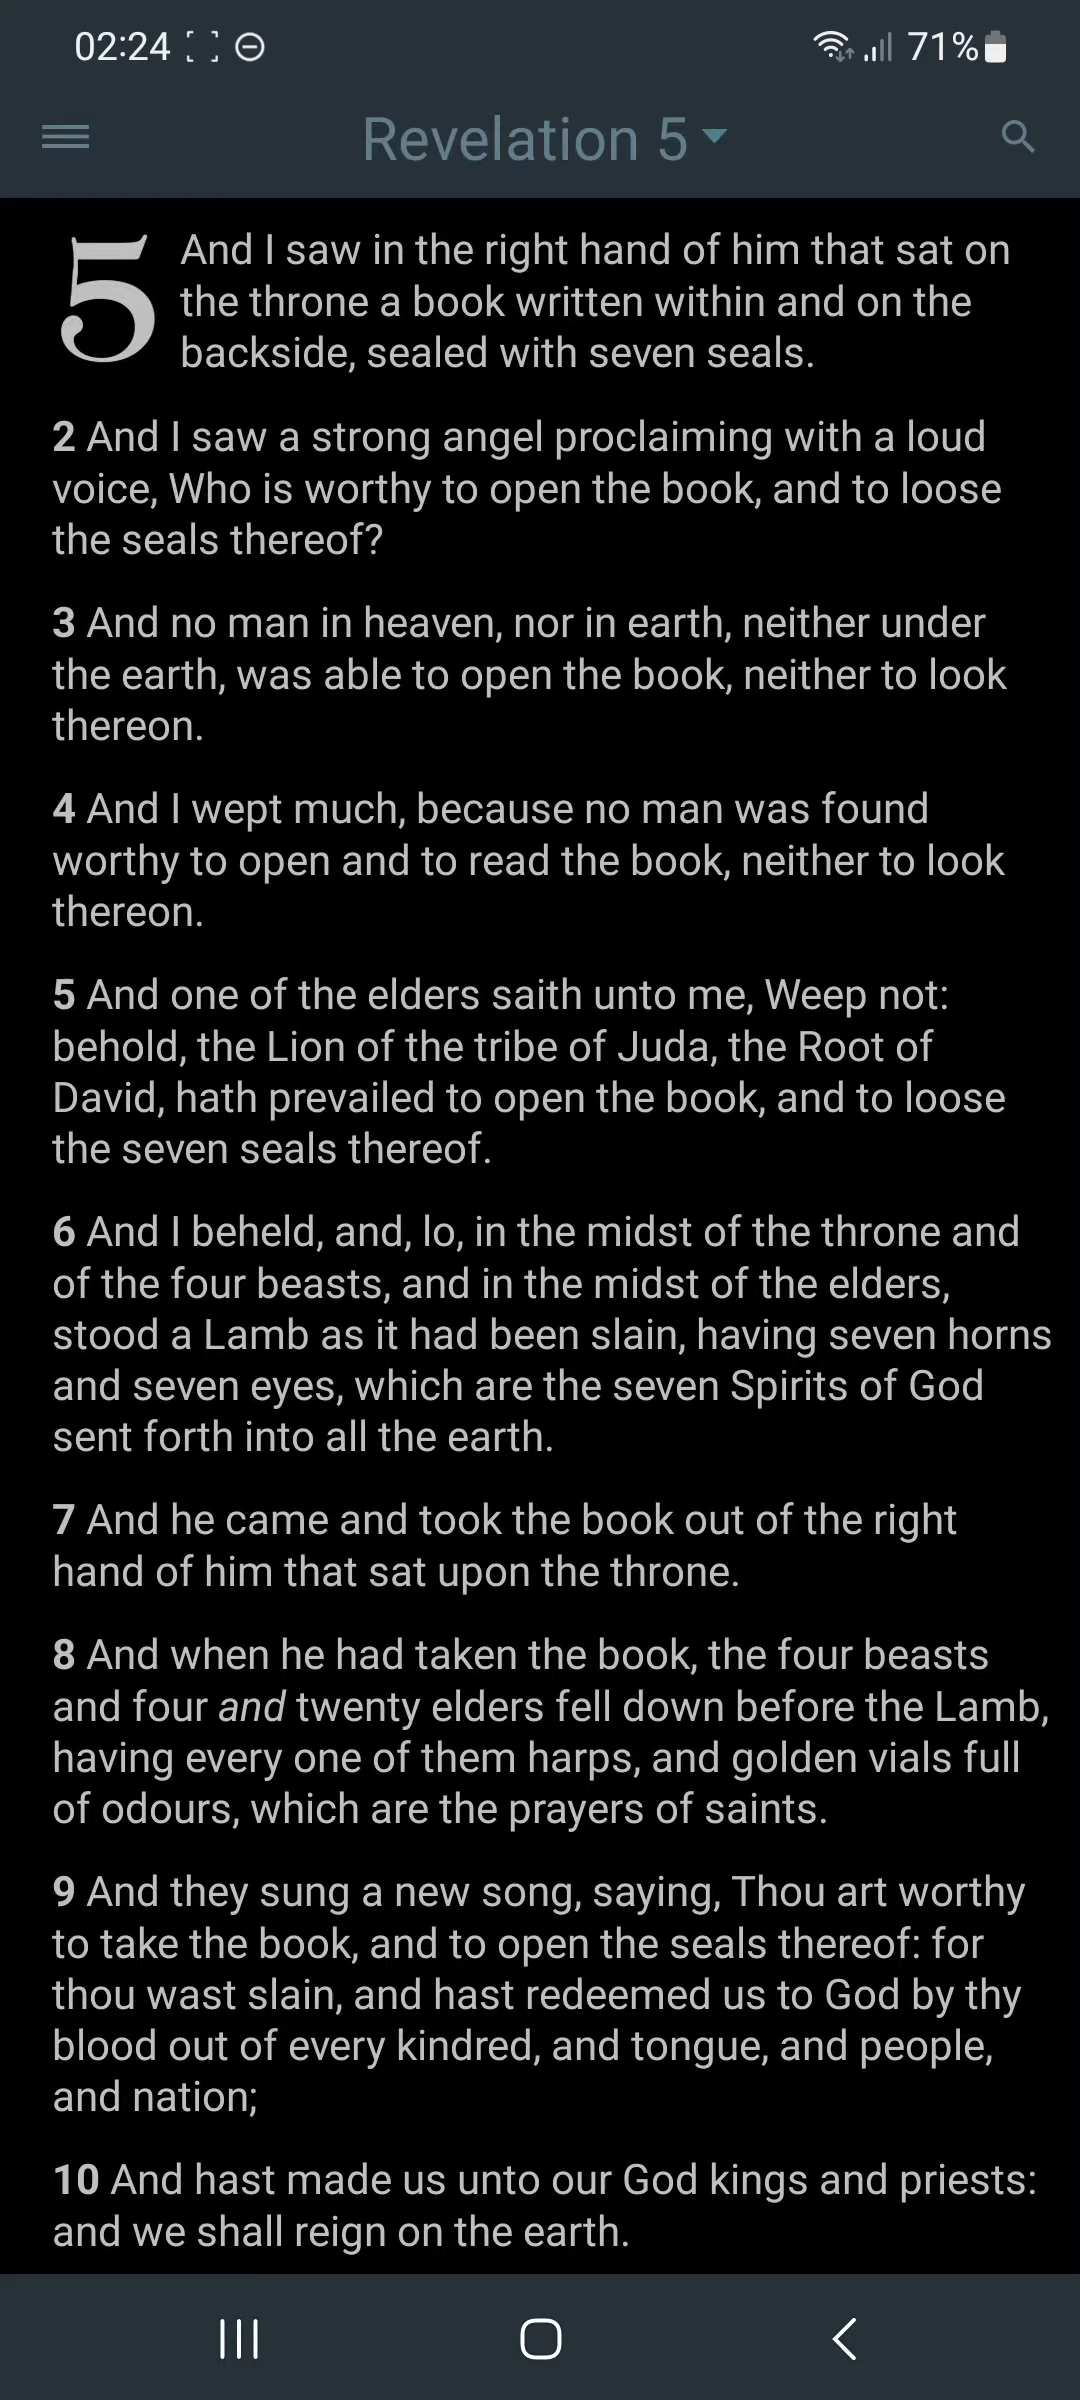 02:24 71%
Revelation 5
5 And I saw in the right hand of him that sat on
the throne a book written within and on the
backside, sealed with seven seals.
2 And I saw a strong angel proclaiming with a loud
voice, Who is worthy to open the book, and to loose
the seals thereof?
3 And no man in heaven, nor in earth, neither under
the earth, was able to open the book, neither to look
thereon.
4 And I wept much, because no man was found
worthy to open and to read the book, neither to look
thereon.
5 And one of the elders saith unto me, Weep not:
behold, the Lion of the tribe of Juda, the Root of
David, hath prevailed to open the book, and to loose
the seven seals thereof.
6 And I beheld, and, lo, in the midst of the throne and
of the four beasts, and in the midst of the elders,
stood a Lamb as it had been slain, having seven horns
and seven eyes, which are the seven Spirits of God
sent forth into all the earth.
7 And he came and took the book out of the right
hand of him that sat upon the throne.
8 And when he had taken the book, the four beasts
and four and twenty elders fell down before the Lamb,
having every one of them harps, and golden vials full
of odours, which are the prayers of saints.
9 And they sung a new song, saying, Thou art worthy
to take the book, and to open the seals thereof: for
thou wast slain, and hast redeemed us to God by thy
blood out of every kindred, and tongue, and people,
and nation;
10 And hast made us unto our God kings and priests:
and we shall reign on the earth.